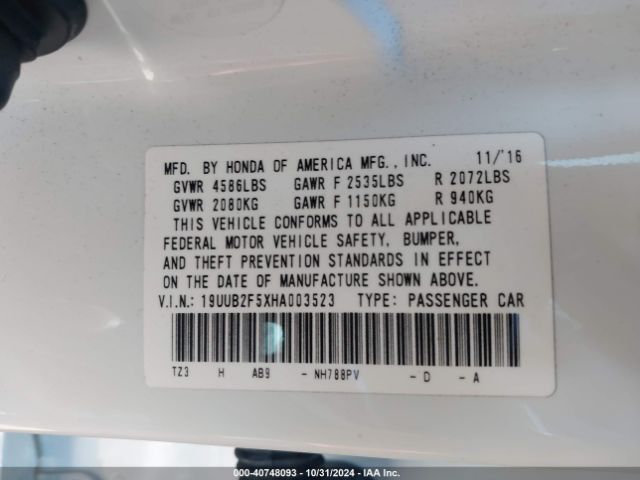 MFD. BY HONDA OF AMERICA MFG., INC. 11/'16
GVWR 4586LBS GAWR F 2535LBS R 2072LBS
GVWR 2080KG GAWR F 1150KG R 940KG
THIS VEHICLE CONFORMS TO ALL APPLICABLE
FEDERAL MOTOR VEHICLE SAFETY, BUMPER,
AND THEFT PREVENTION STANDARDS IN EFFECT
ON THE DATE OF MANUFACTURE SHOWN ABOVE.
V.I.N.: 19UUB2F5XHA003523 TYPE: PASSENGER CAR
TZ3 H AB9 - NH788PV - D - A
000-40748093 - 10/31/2024 - IAA Inc.